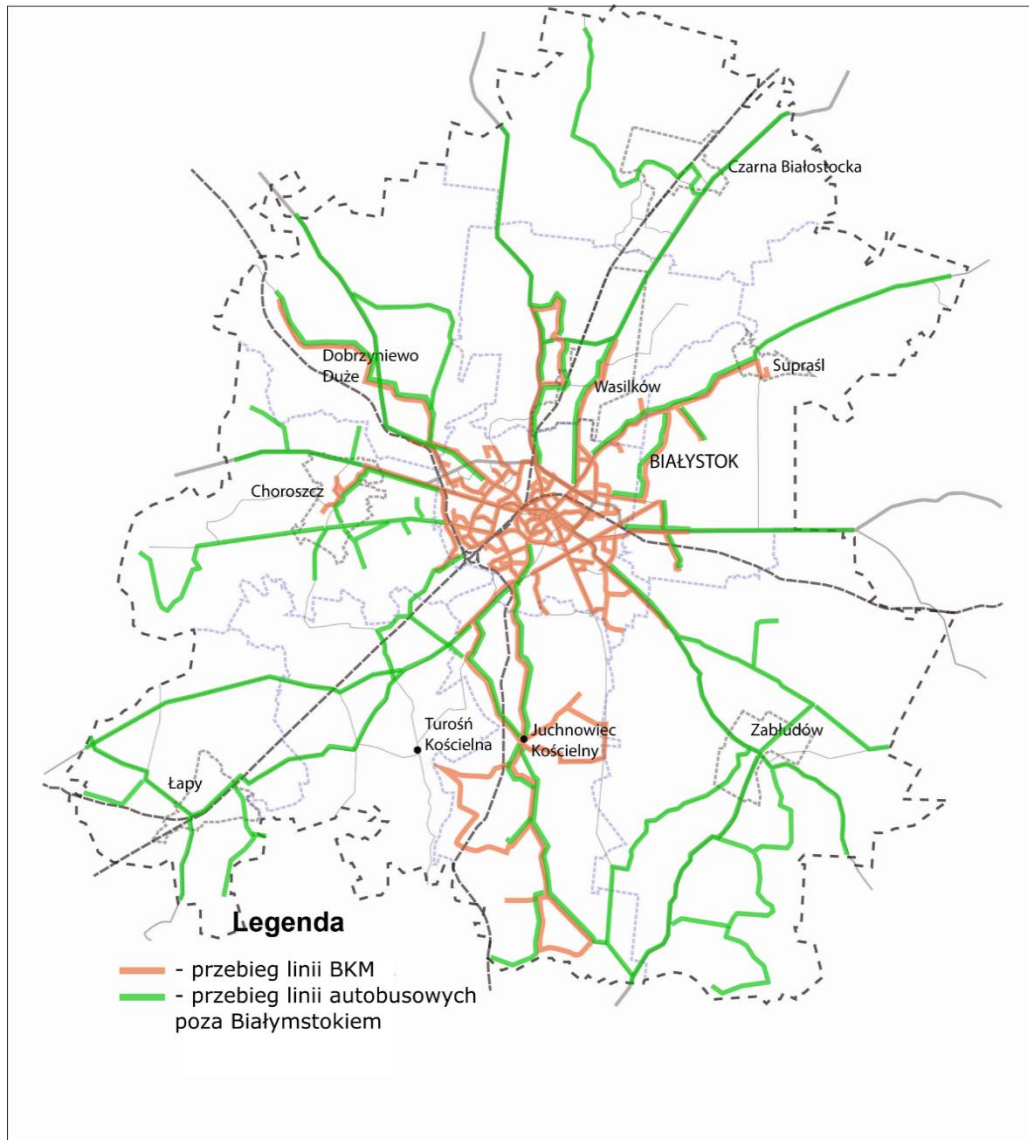 Czarna Białostocka
Dobrzyniewo
Duże
Wasilków
Supraśl
BIAŁYSTOK
Choroszcz
Turośń
Kościelna
Juchnowiec
Kościelny
Zabłudów
Łapy
Legenda
- przebieg linii BKM
- przebieg linii autobusowych
poza Białymstokiem